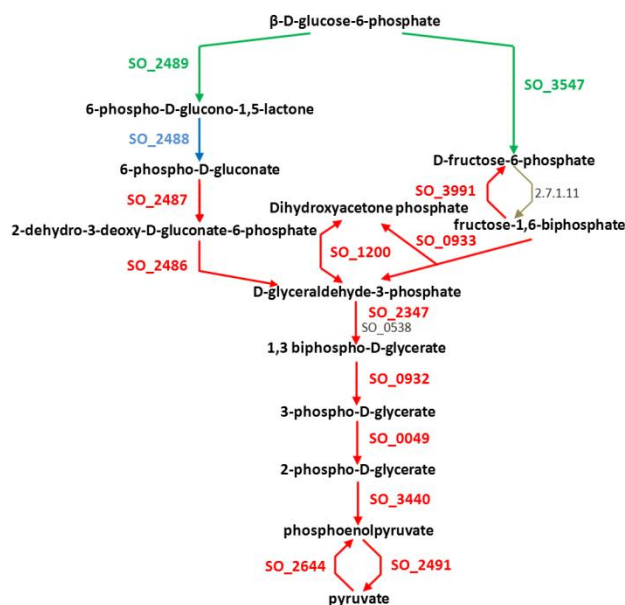 β-D-glucose-6-phosphate
SO_2489
SO_3547
6-phospho-D-glucono-1,5-lactone
SO_2488
6-phospho-D-gluconate
D-fructose-6-phosphate
SO_2487
SO_3991
2.7.1.11
Dihydroxyacetone phosphate
fructose-1,6-biphosphate
2-dehydro-3-deoxy-D-gluconate-6-phosphate
SO_2486
SO_1200
SO_0933
D-glyceraldehyde-3-phosphate
SO_2347
SO_0538
1,3 biphospho-D-glycerate
SO_0932
3-phospho-D-glycerate
SO_0049
2-phospho-D-glycerate
SO_3440
phosphoenolpyruvate
SO_2644
SO_2491
pyruvate